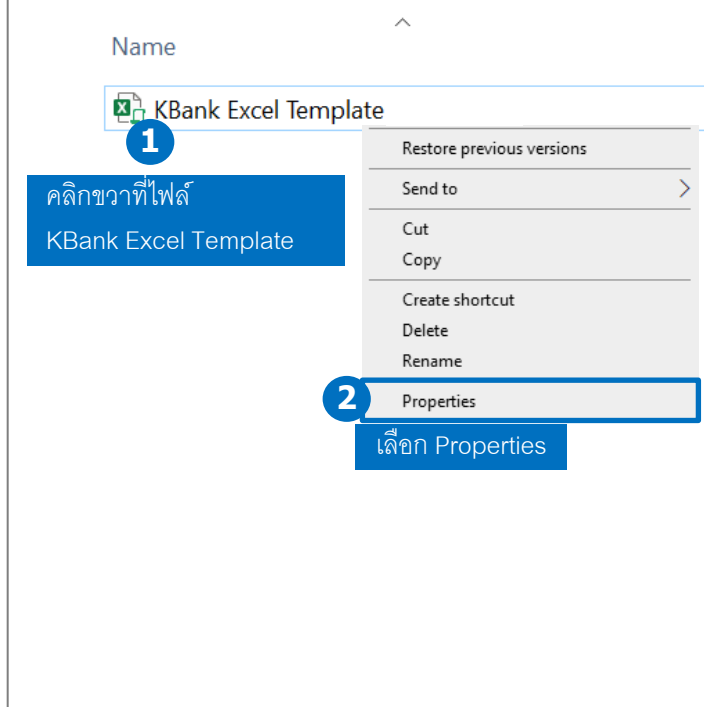 Name
KBank Excel Template
1
คลิกขวาที่ไฟล์
KBank Excel Template
Restore previous versions
Send to
Cut
Copy
Create shortcut
Delete
Rename
2
Properties
เลือก Properties